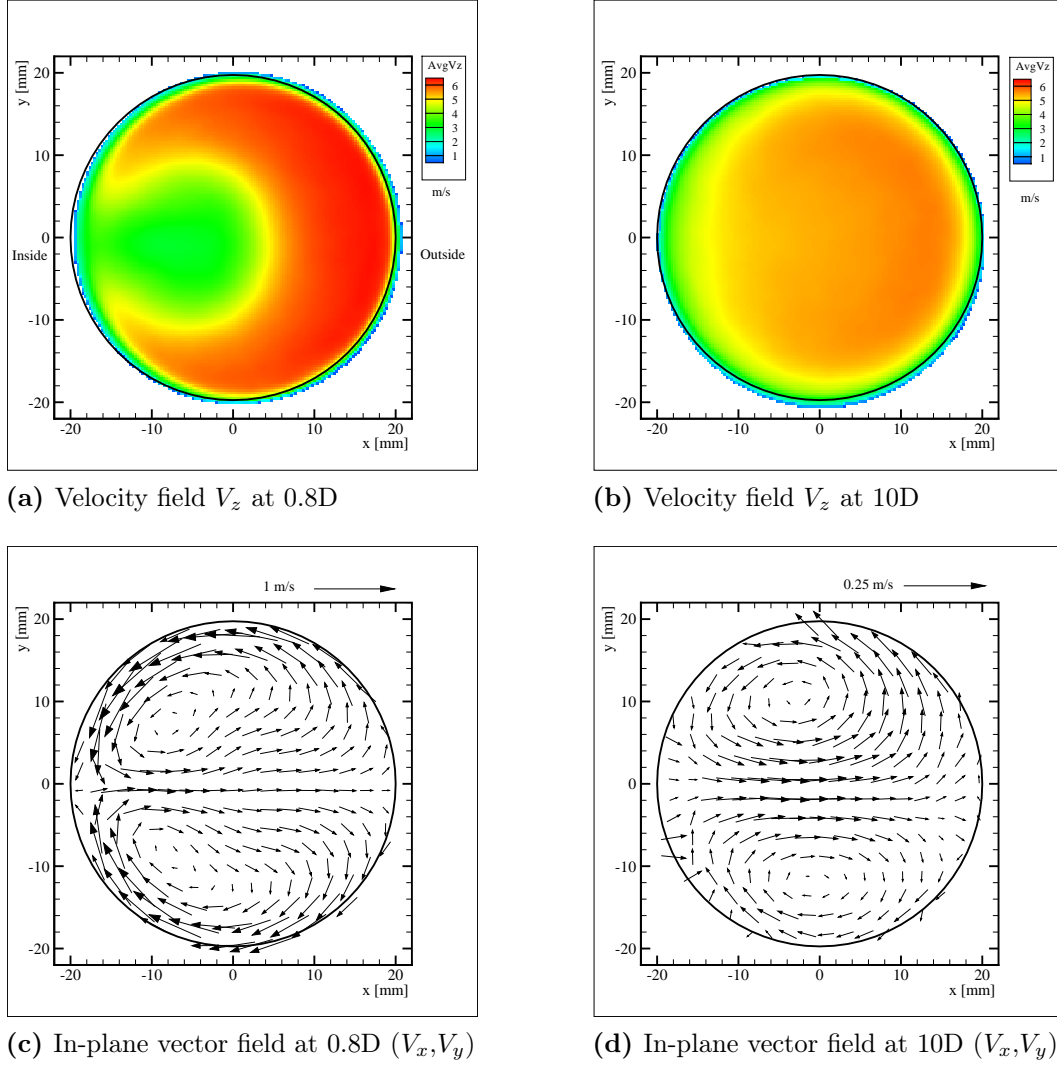 AvgVz
6
5
4
3
2
1
m/s
y [mm]
20
10
0
-10
-20
Inside
Outside
-20 -10 0 10 20
x [mm]
(a) Velocity field V_z at 0.8D
AvgVz
6
5
4
3
2
1
m/s
y [mm]
20
10
0
-10
-20
-20 -10 0 10 20
x [mm]
(b) Velocity field V_z at 10D
1 m/s
y [mm]
20
10
0
-10
-20
-20 -10 0 10 20
x [mm]
(c) In-plane vector field at 0.8D (V_x,V_y)
0.25 m/s
y [mm]
20
10
0
-10
-20
-20 -10 0 10 20
x [mm]
(d) In-plane vector field at 10D (V_x,V_y)